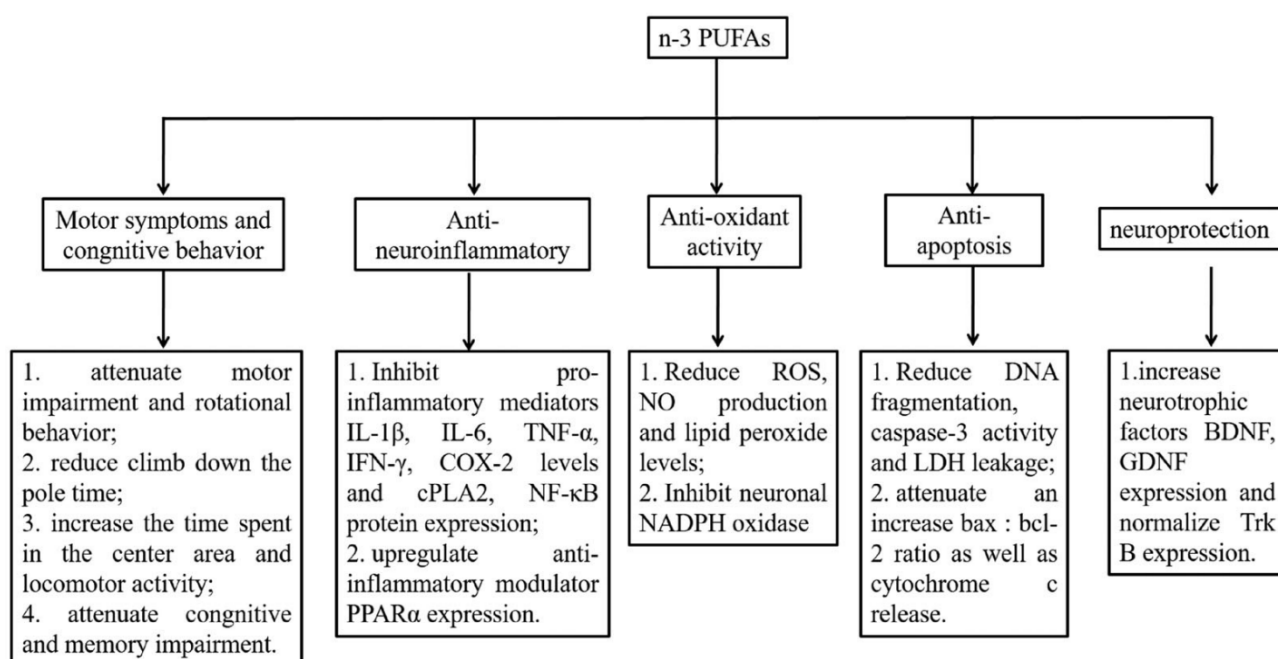 n-3 PUFAs
Motor symptoms and
congnitive behavior
Anti-
neuroinflammatory
Anti-oxidant
activity
Anti-
apoptosis
neuroprotection
1. attenuate motor
impairment and rotational
behavior;
2. reduce climb down the
pole time;
3. increase the time spent
in the center area and
locomotor activity;
4. attenuate congnitive
and memory impairment.
1. Inhibit pro-
inflammatory mediators
IL-1β, IL-6, TNF-α,
IFN-γ, COX-2 levels
and cPLA2, NF-κB
protein expression;
2. upregulate anti-
inflammatory modulator
PPARα expression.
1. Reduce ROS,
NO production
and lipid peroxide
levels;
2. Inhibit neuronal
NADPH oxidase
1. Reduce DNA
fragmentation,
caspase-3 activity
and LDH leakage;
2. attenuate an
increase bax : bcl-
2 ratio as well as
cytochrome c
release.
1.increase
neurotrophic
factors BDNF,
GDNF
expression and
normalize Trk
B expression.